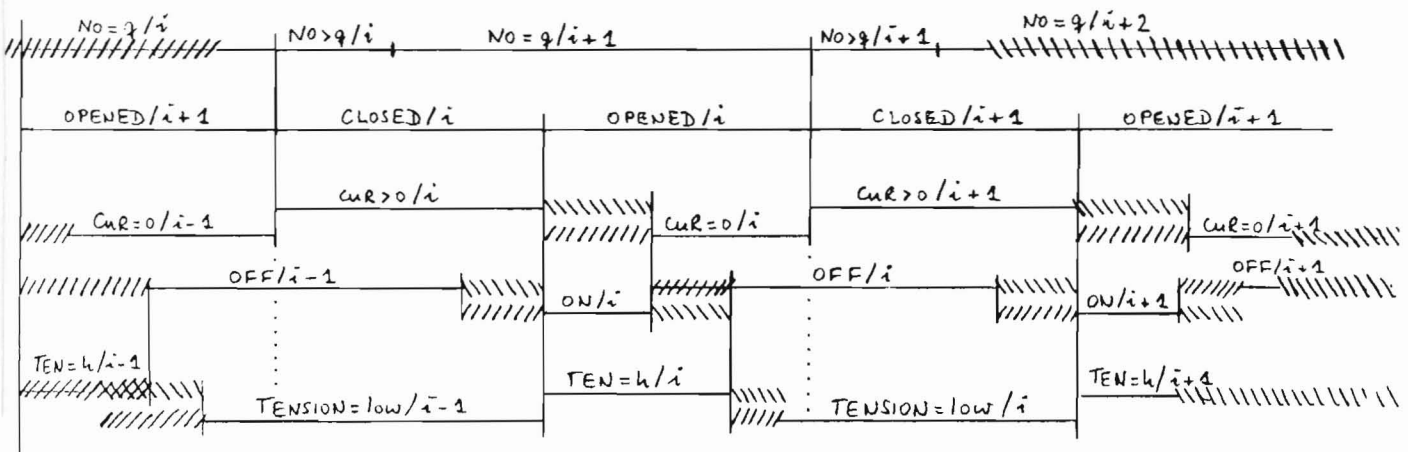 NO=q/i NO>q/i NO=q/i+1 NO>q/i+1 NO=q/i+2
OPENED/i+1 CLOSED/i OPENED/i CLOSED/i+1 OPENED/i+1
CUR>0/i CUR>0/i+1
CUR=0/i-1 CUR=0/i CUR=0/i+1
OFF/i-1 OFF/i OFF/i+1
ON/i ON/i+1
TEN=h/i-1 TEN=h/i TEN=h/i+1
TENSION=low/i-1 TENSION=low/i